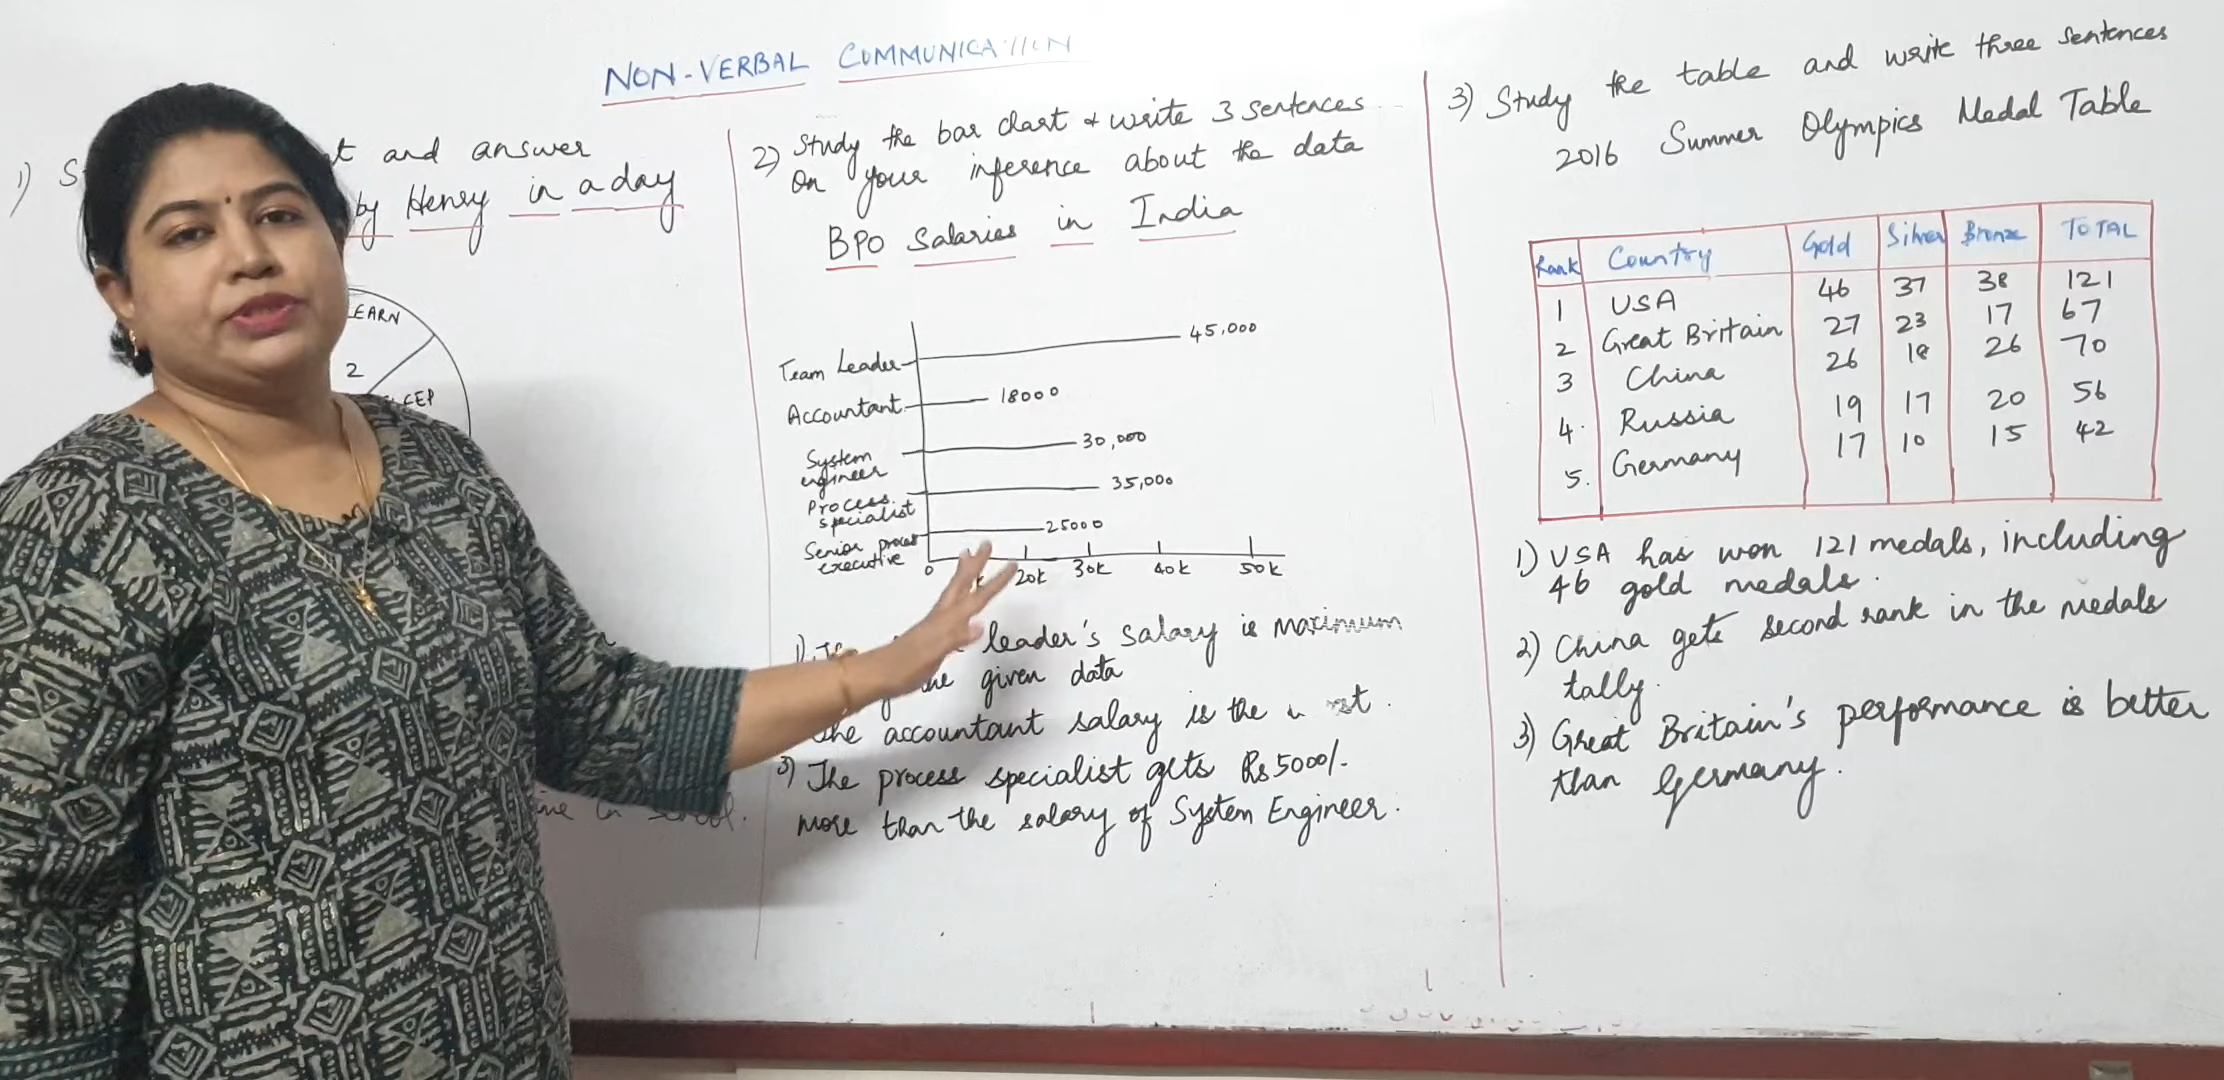 NON-VERBAL COMMUNICATION
1) S t and answer
by Henry in a day
EARN
2
2) Study the bar chart & write 3 sentences
on your inference about the data
BPO Salaries in India
Team Leader 45,000
Accountant 18000
System
engineer 30,000
Process
specialist 35,000
Senior process
executive 25000
0 20k 30k 40k 50k
1) leader's salary is maximum
given data
the accountant salary is the
3) The process specialist gets Rs 5000/-
more than the salary of System Engineer.
3) Study the table and write three sentences
2016 Summer Olympics Medal Table
Rank Country Gold Silver Bronze TOTAL
1 USA 46 37 38 121
2 Great Britain 27 23 17 67
3 China 26 18 26 70
4. Russia 19 17 20 56
5. Germany 17 10 15 42
1) USA has won 121 medals, including
46 gold medals.
2) China gets second rank in the medals
tally.
3) Great Britain's performance is better
than Germany.